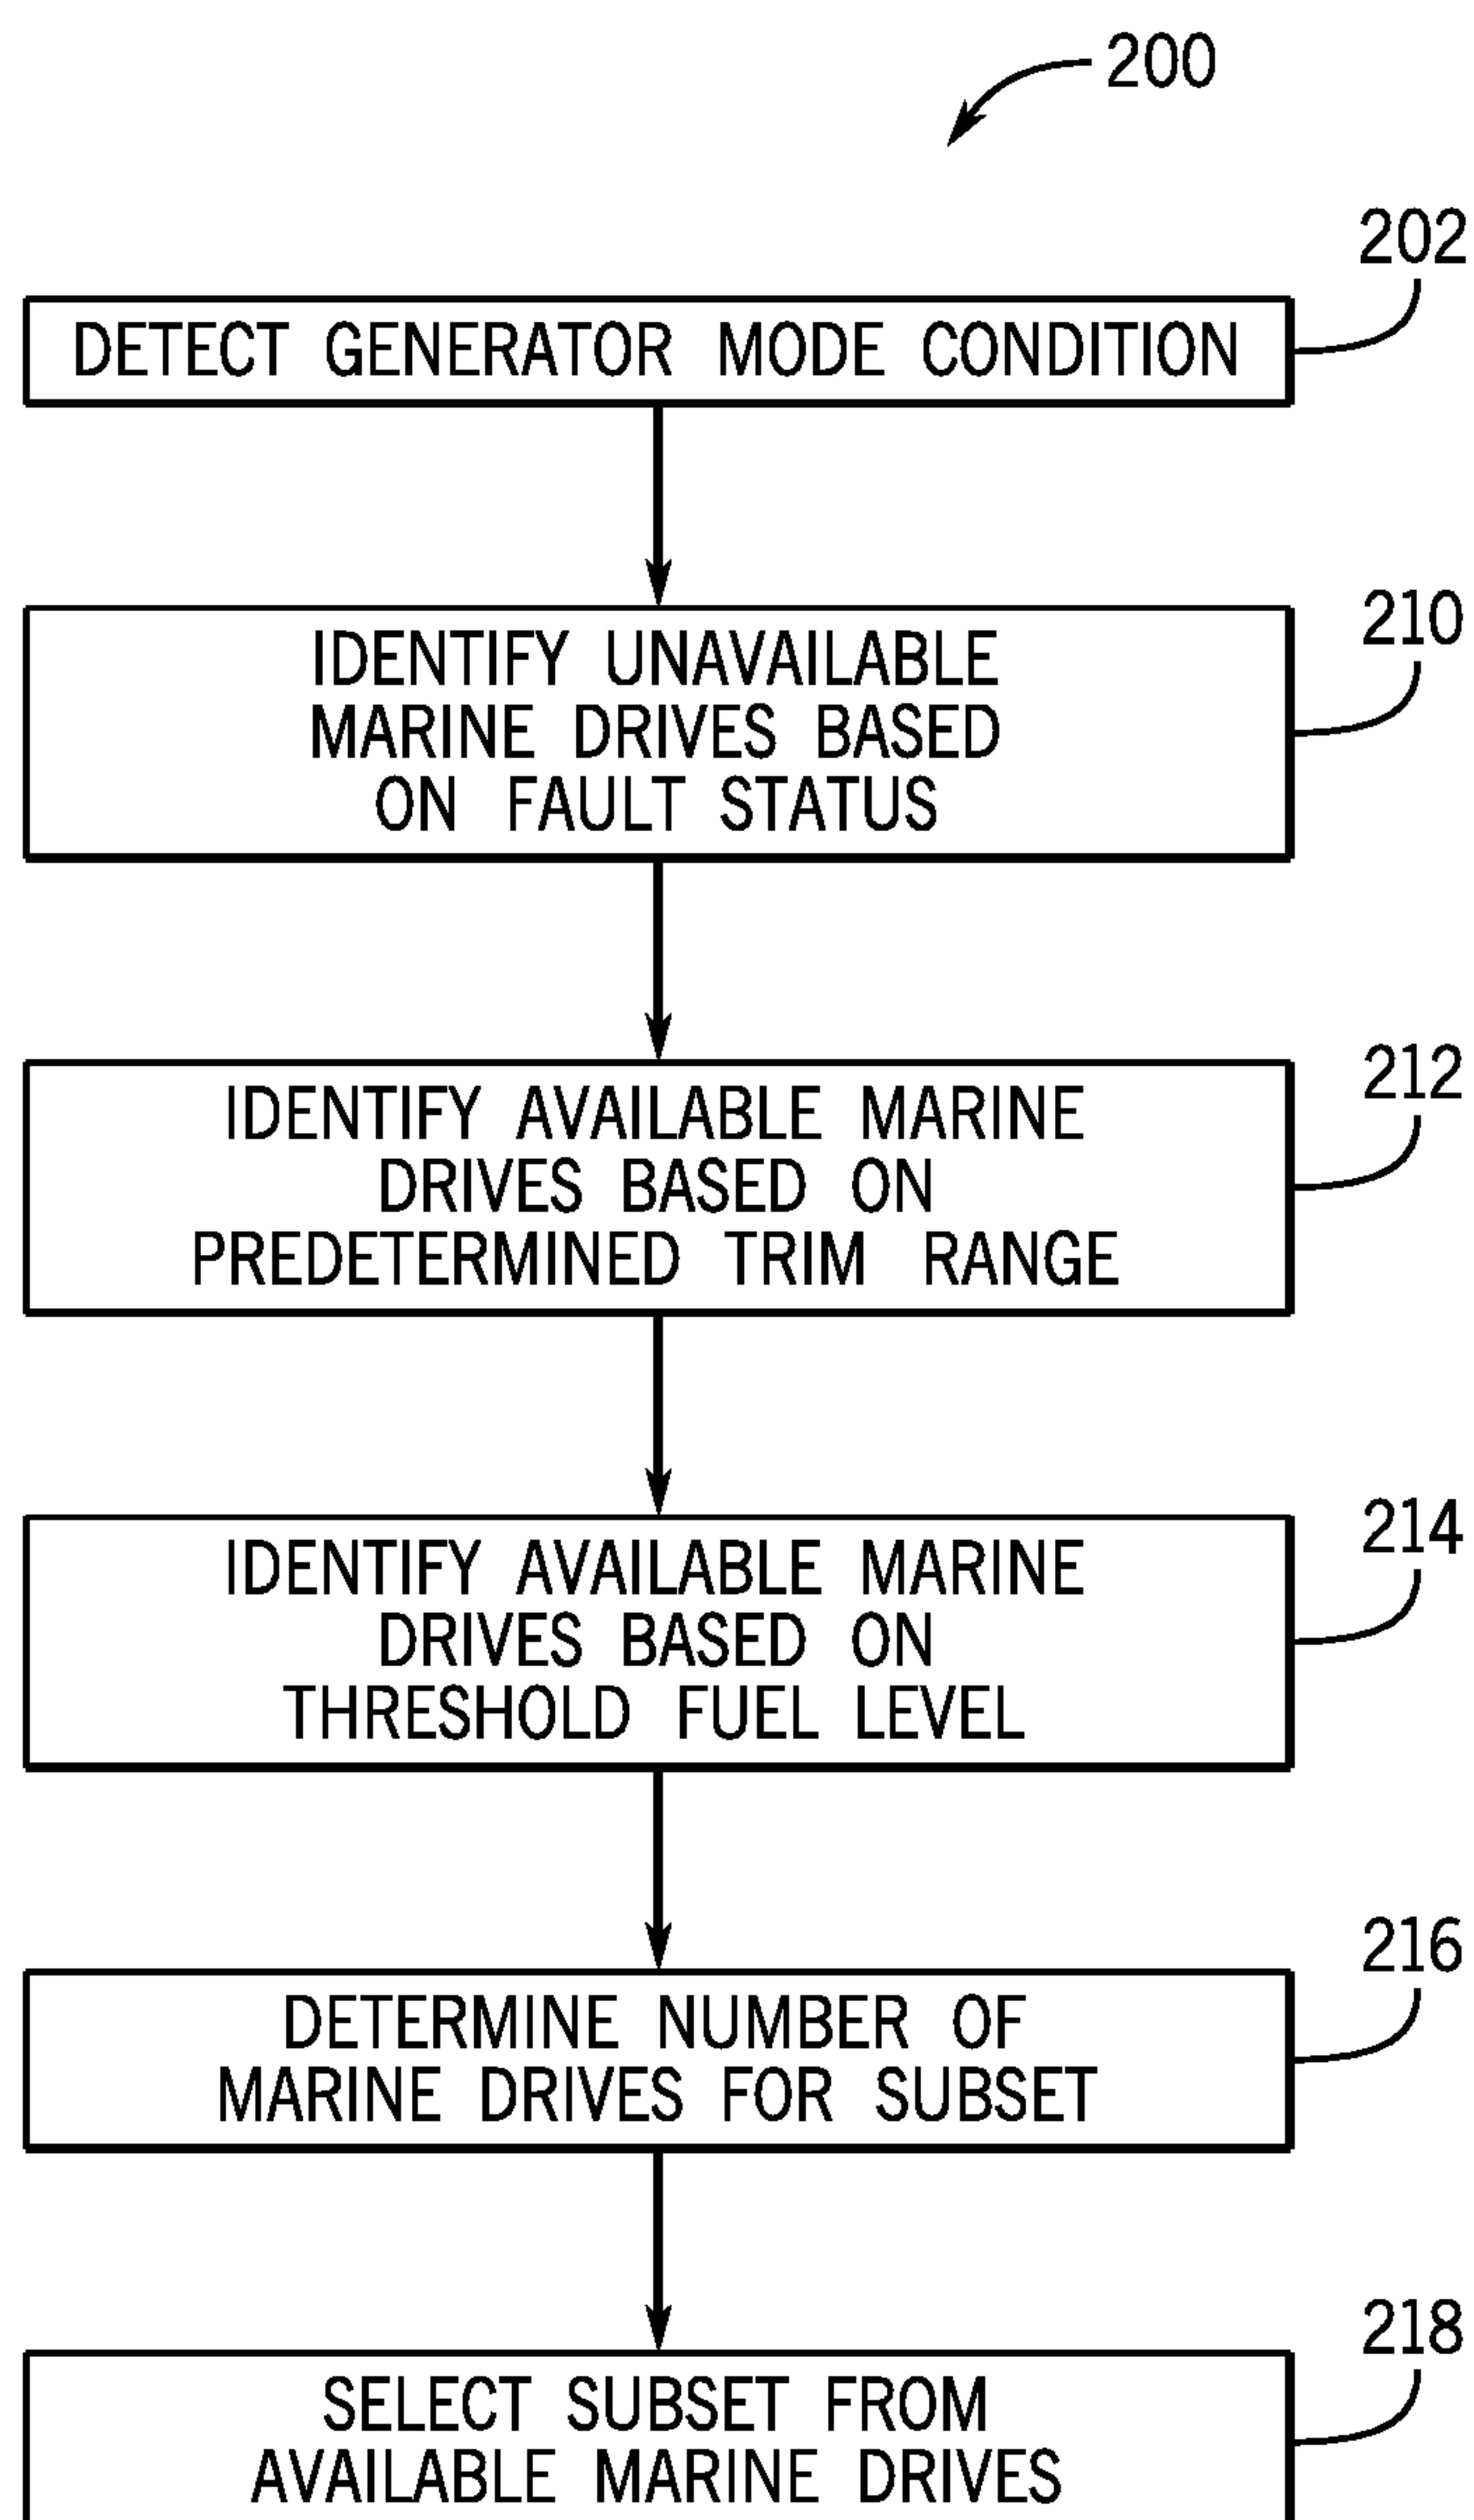 200
202
DETECT GENERATOR MODE CONDITION
210
IDENTIFY UNAVAILABLE
MARINE DRIVES BASED
ON FAULT STATUS
212
IDENTIFY AVAILABLE MARINE
DRIVES BASED ON
PREDETERMINED TRIM RANGE
214
IDENTIFY AVAILABLE MARINE
DRIVES BASED ON
THRESHOLD FUEL LEVEL
216
DETERMINE NUMBER OF
MARINE DRIVES FOR SUBSET
218
SELECT SUBSET FROM
AVAILABLE MARINE DRIVES